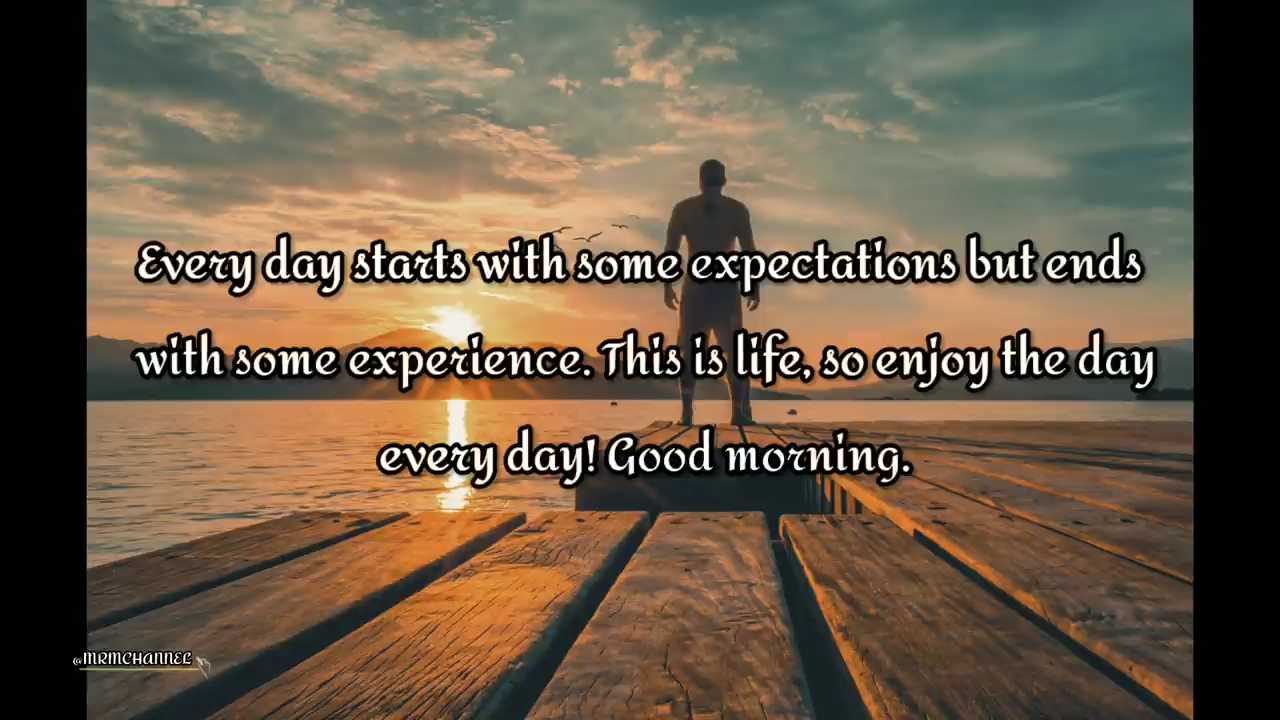 Every day starts with some expectations but ends
with some experience. This is life, so enjoy the day
every day! Good morning.
@MRMCHANNEL